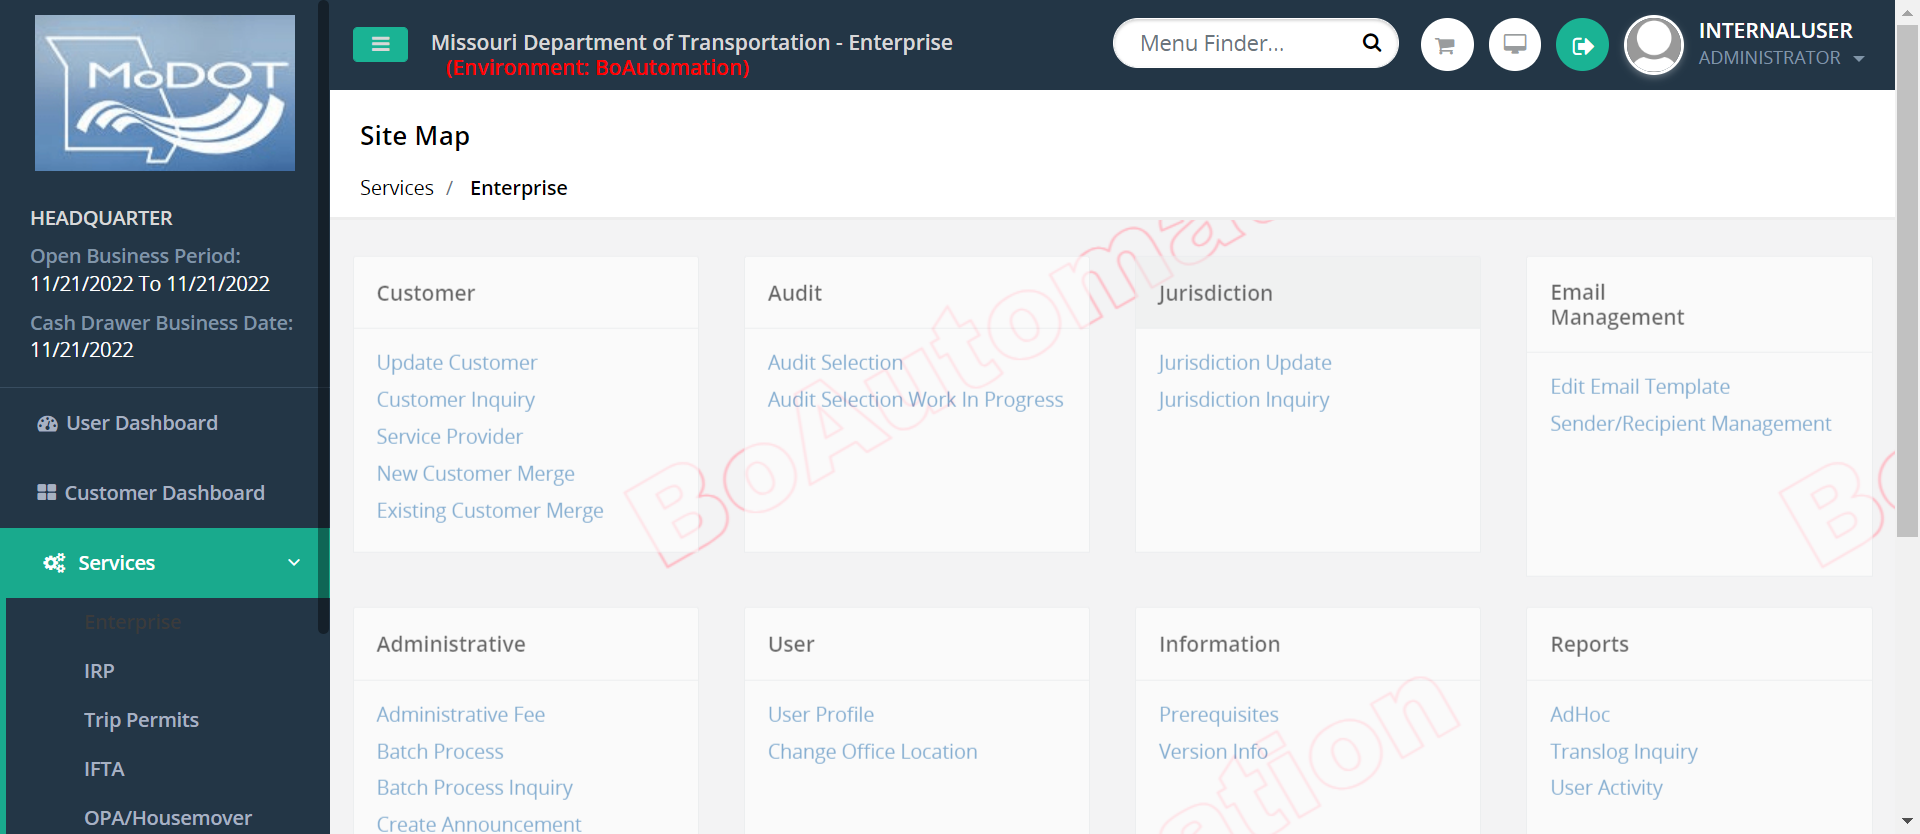 MoDOT
HEADQUARTER
Open Business Period:
11/21/2022 To 11/21/2022
Cash Drawer Business Date:
11/21/2022
User Dashboard
Customer Dashboard
Services
Enterprise
IRP
Trip Permits
IFTA
OPA/Housemover
Missouri Department of Transportation - Enterprise
(Environment: BoAutomation)
Menu Finder...
INTERNALUSER
ADMINISTRATOR
Site Map
Services / Enterprise
Customer
Update Customer
Customer Inquiry
Service Provider
New Customer Merge
Existing Customer Merge
Audit
Audit Selection
Audit Selection Work In Progress
Jurisdiction
Jurisdiction Update
Jurisdiction Inquiry
Email
Management
Edit Email Template
Sender/Recipient Management
Administrative
Administrative Fee
Batch Process
Batch Process Inquiry
Create Announcement
User
User Profile
Change Office Location
Information
Prerequisites
Version Info
Reports
AdHoc
Translog Inquiry
User Activity
BoAutoma
ation
Bo